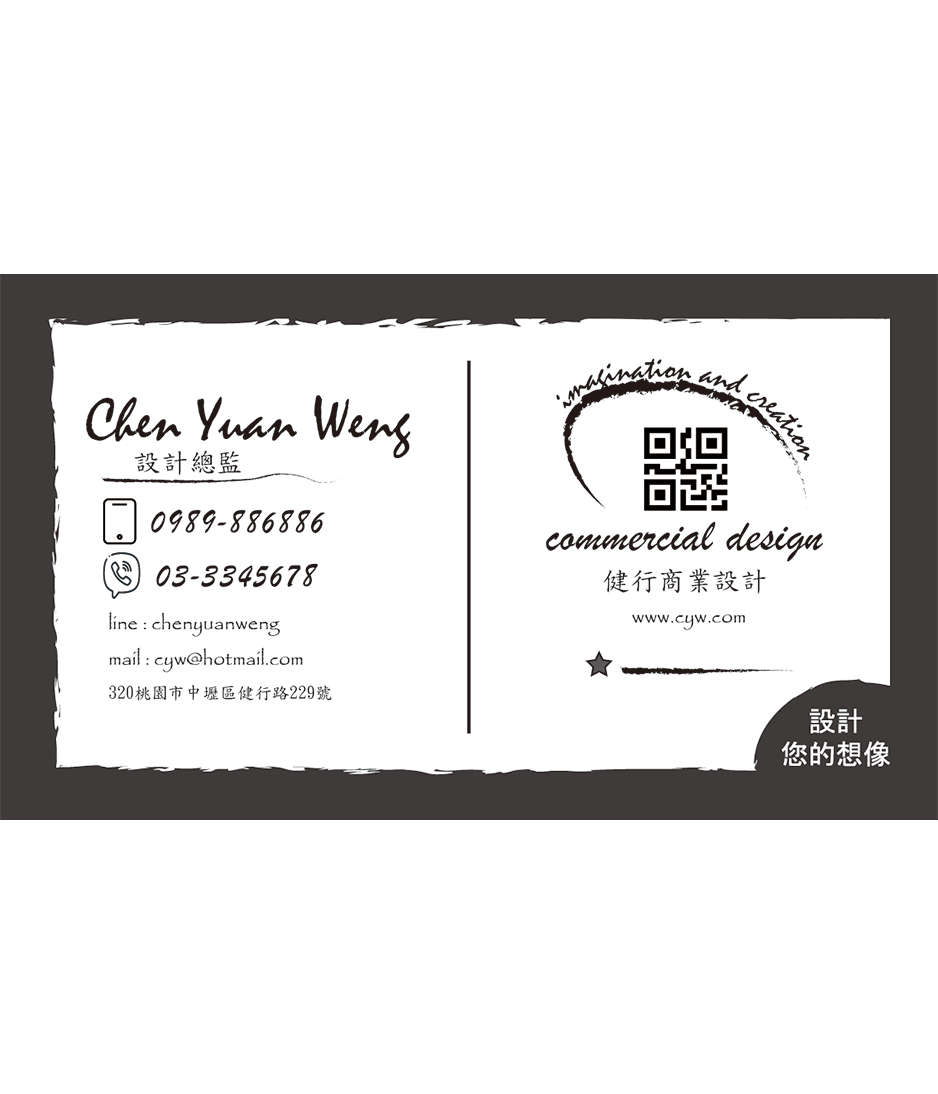 Chen Yuan Weng
設計總監
0989-886886
03-3345678
line : chenyuanweng
mail : cyw@hotmail.com
320桃園市中壢區健行路229號
imagination and creation
commercial design
健行商業設計
www.cyw.com
設計
您的想像